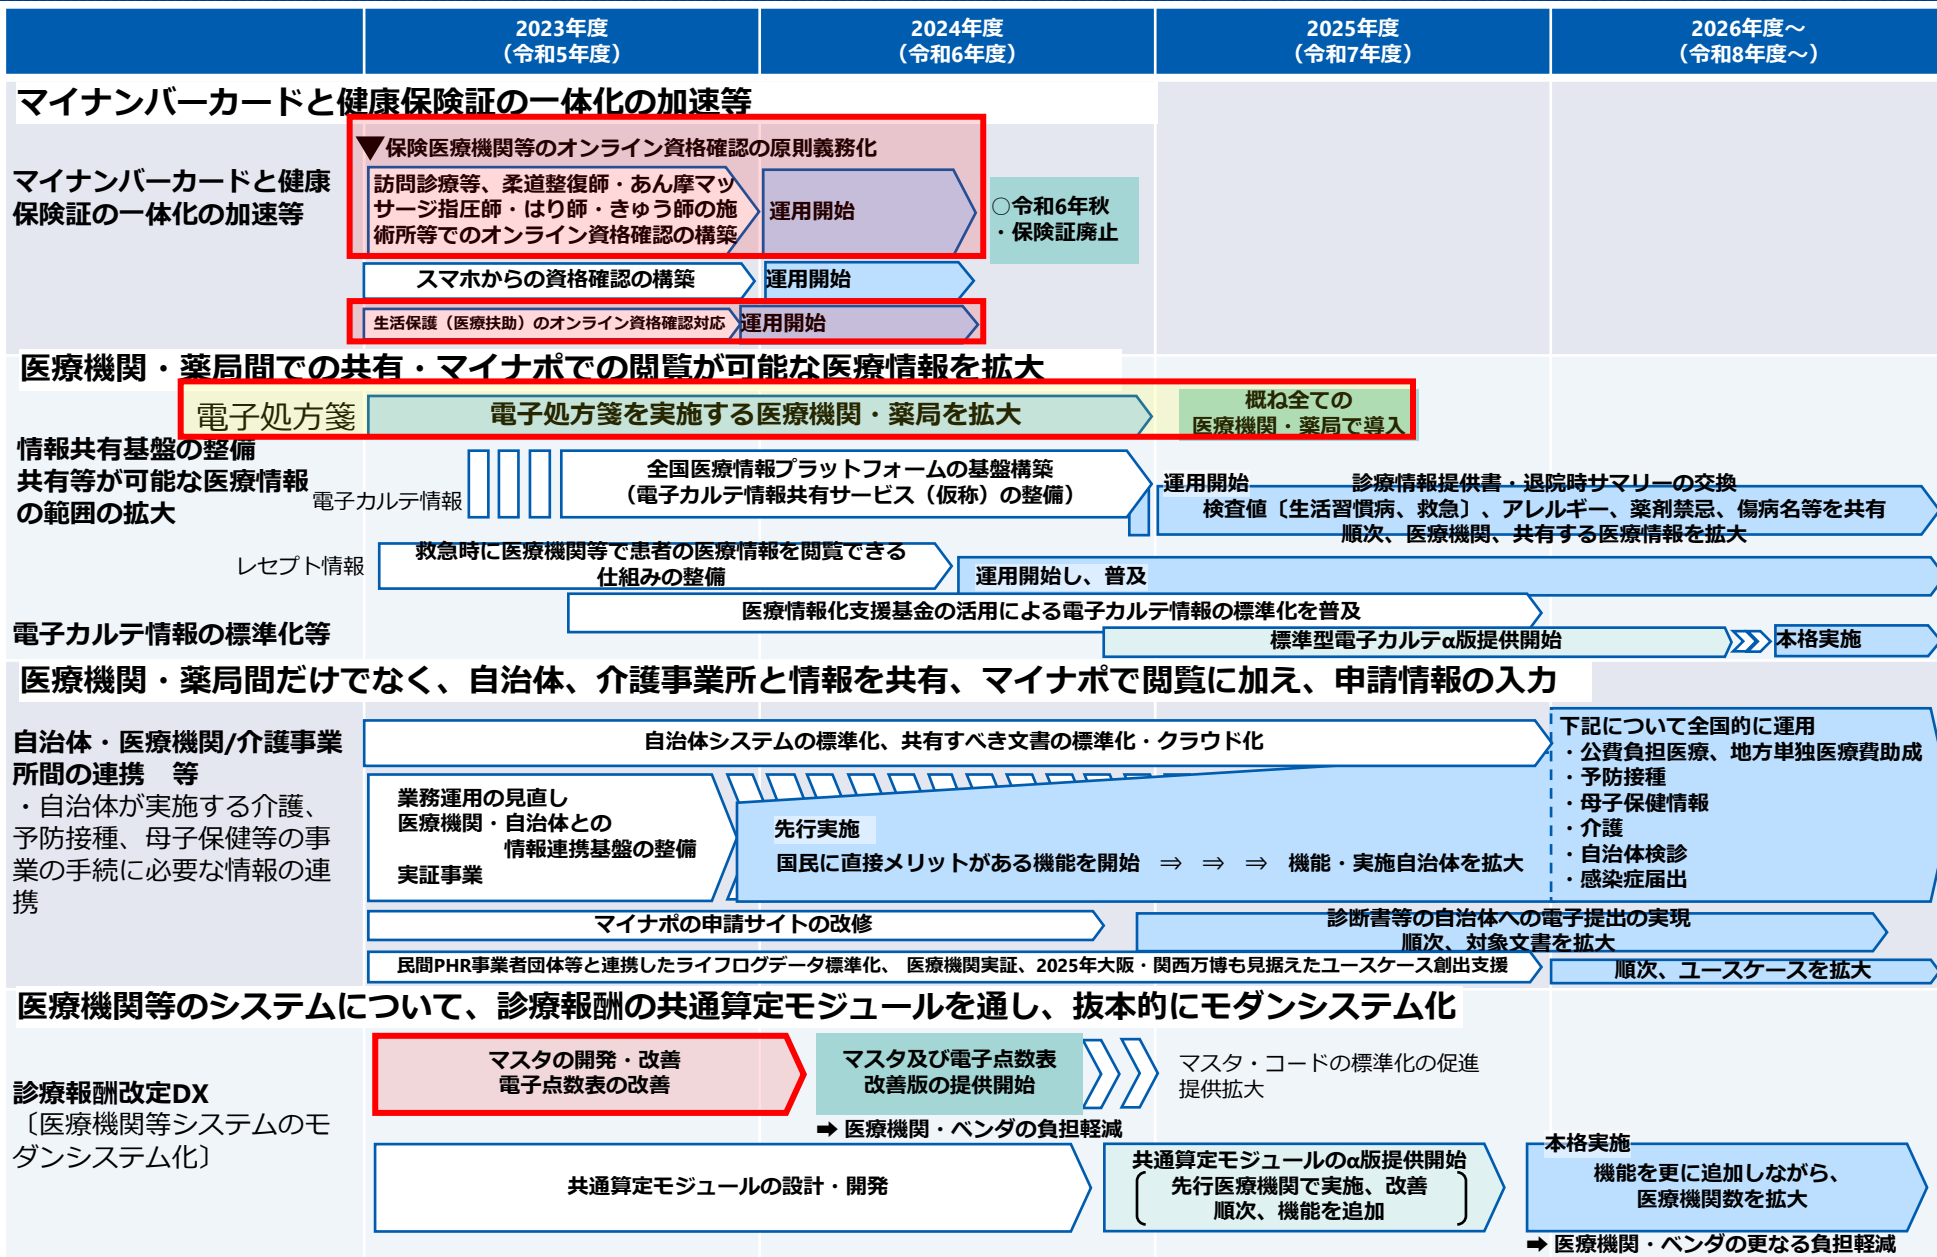 2023年度
（令和5年度）
2024年度
（令和6年度）
2025年度
（令和7年度）
2026年度～
（令和8年度～）
マイナンバーカードと健康保険証の一体化の加速等
マイナンバーカードと健康
保険証の一体化の加速等
▼保険医療機関等のオンライン資格確認の原則義務化
訪問診療等、柔道整復師・あん摩マッ
サージ指圧師・はり師・きゅう師の施
術所等でのオンライン資格確認の構築
運用開始
○令和6年秋
・保険証廃止
スマホからの資格確認の構築
運用開始
生活保護（医療扶助）のオンライン資格確認対応
運用開始
医療機関・薬局間での共有・マイナポでの閲覧が可能な医療情報を拡大
電子処方箋
電子処方箋を実施する医療機関・薬局を拡大
概ね全ての
医療機関・薬局で導入
情報共有基盤の整備
共有等が可能な医療情報
の範囲の拡大
電子カルテ情報
全国医療情報プラットフォームの基盤構築
（電子カルテ情報共有サービス（仮称）の整備）
運用開始
診療情報提供書・退院時サマリーの交換
検査値〔生活習慣病、救急〕、アレルギー、薬剤禁忌、傷病名等を共有
順次、医療機関、共有する医療情報を拡大
レセプト情報
救急時に医療機関等で患者の医療情報を閲覧できる
仕組みの整備
運用開始し、普及
医療情報化支援基金の活用による電子カルテ情報の標準化を普及
電子カルテ情報の標準化等
標準型電子カルテα版提供開始
本格実施
医療機関・薬局間だけでなく、自治体、介護事業所と情報を共有、マイナポで閲覧に加え、申請情報の入力
自治体・医療機関/介護事業
所間の連携　等
・自治体が実施する介護、
予防接種、母子保健等の事
業の手続に必要な情報の連
携
自治体システムの標準化、共有すべき文書の標準化・クラウド化
業務運用の見直し
医療機関・自治体との
情報連携基盤の整備
実証事業
先行実施
国民に直接メリットがある機能を開始　⇒　⇒　⇒　機能・実施自治体を拡大
下記について全国的に運用
・公費負担医療、地方単独医療費助成
・予防接種
・母子保健情報
・介護
・自治体検診
・感染症届出
マイナポの申請サイトの改修
診断書等の自治体への電子提出の実現
順次、対象文書を拡大
民間PHR事業者団体等と連携したライフログデータ標準化、医療機関実証、2025年大阪・関西万博も見据えたユースケース創出支援
順次、ユースケースを拡大
医療機関等のシステムについて、診療報酬の共通算定モジュールを通し、抜本的にモダンシステム化
診療報酬改定DX
〔医療機関等システムのモ
ダンシステム化〕
マスタの開発・改善
電子点数表の改善
マスタ及び電子点数表
改善版の提供開始
マスタ・コードの標準化の促進
提供拡大
➡ 医療機関・ベンダの負担軽減
共通算定モジュールの設計・開発
共通算定モジュールのα版提供開始
先行医療機関で実施、改善
順次、機能を追加
本格実施
機能を更に追加しながら、
医療機関数を拡大
➡ 医療機関・ベンダの更なる負担軽減